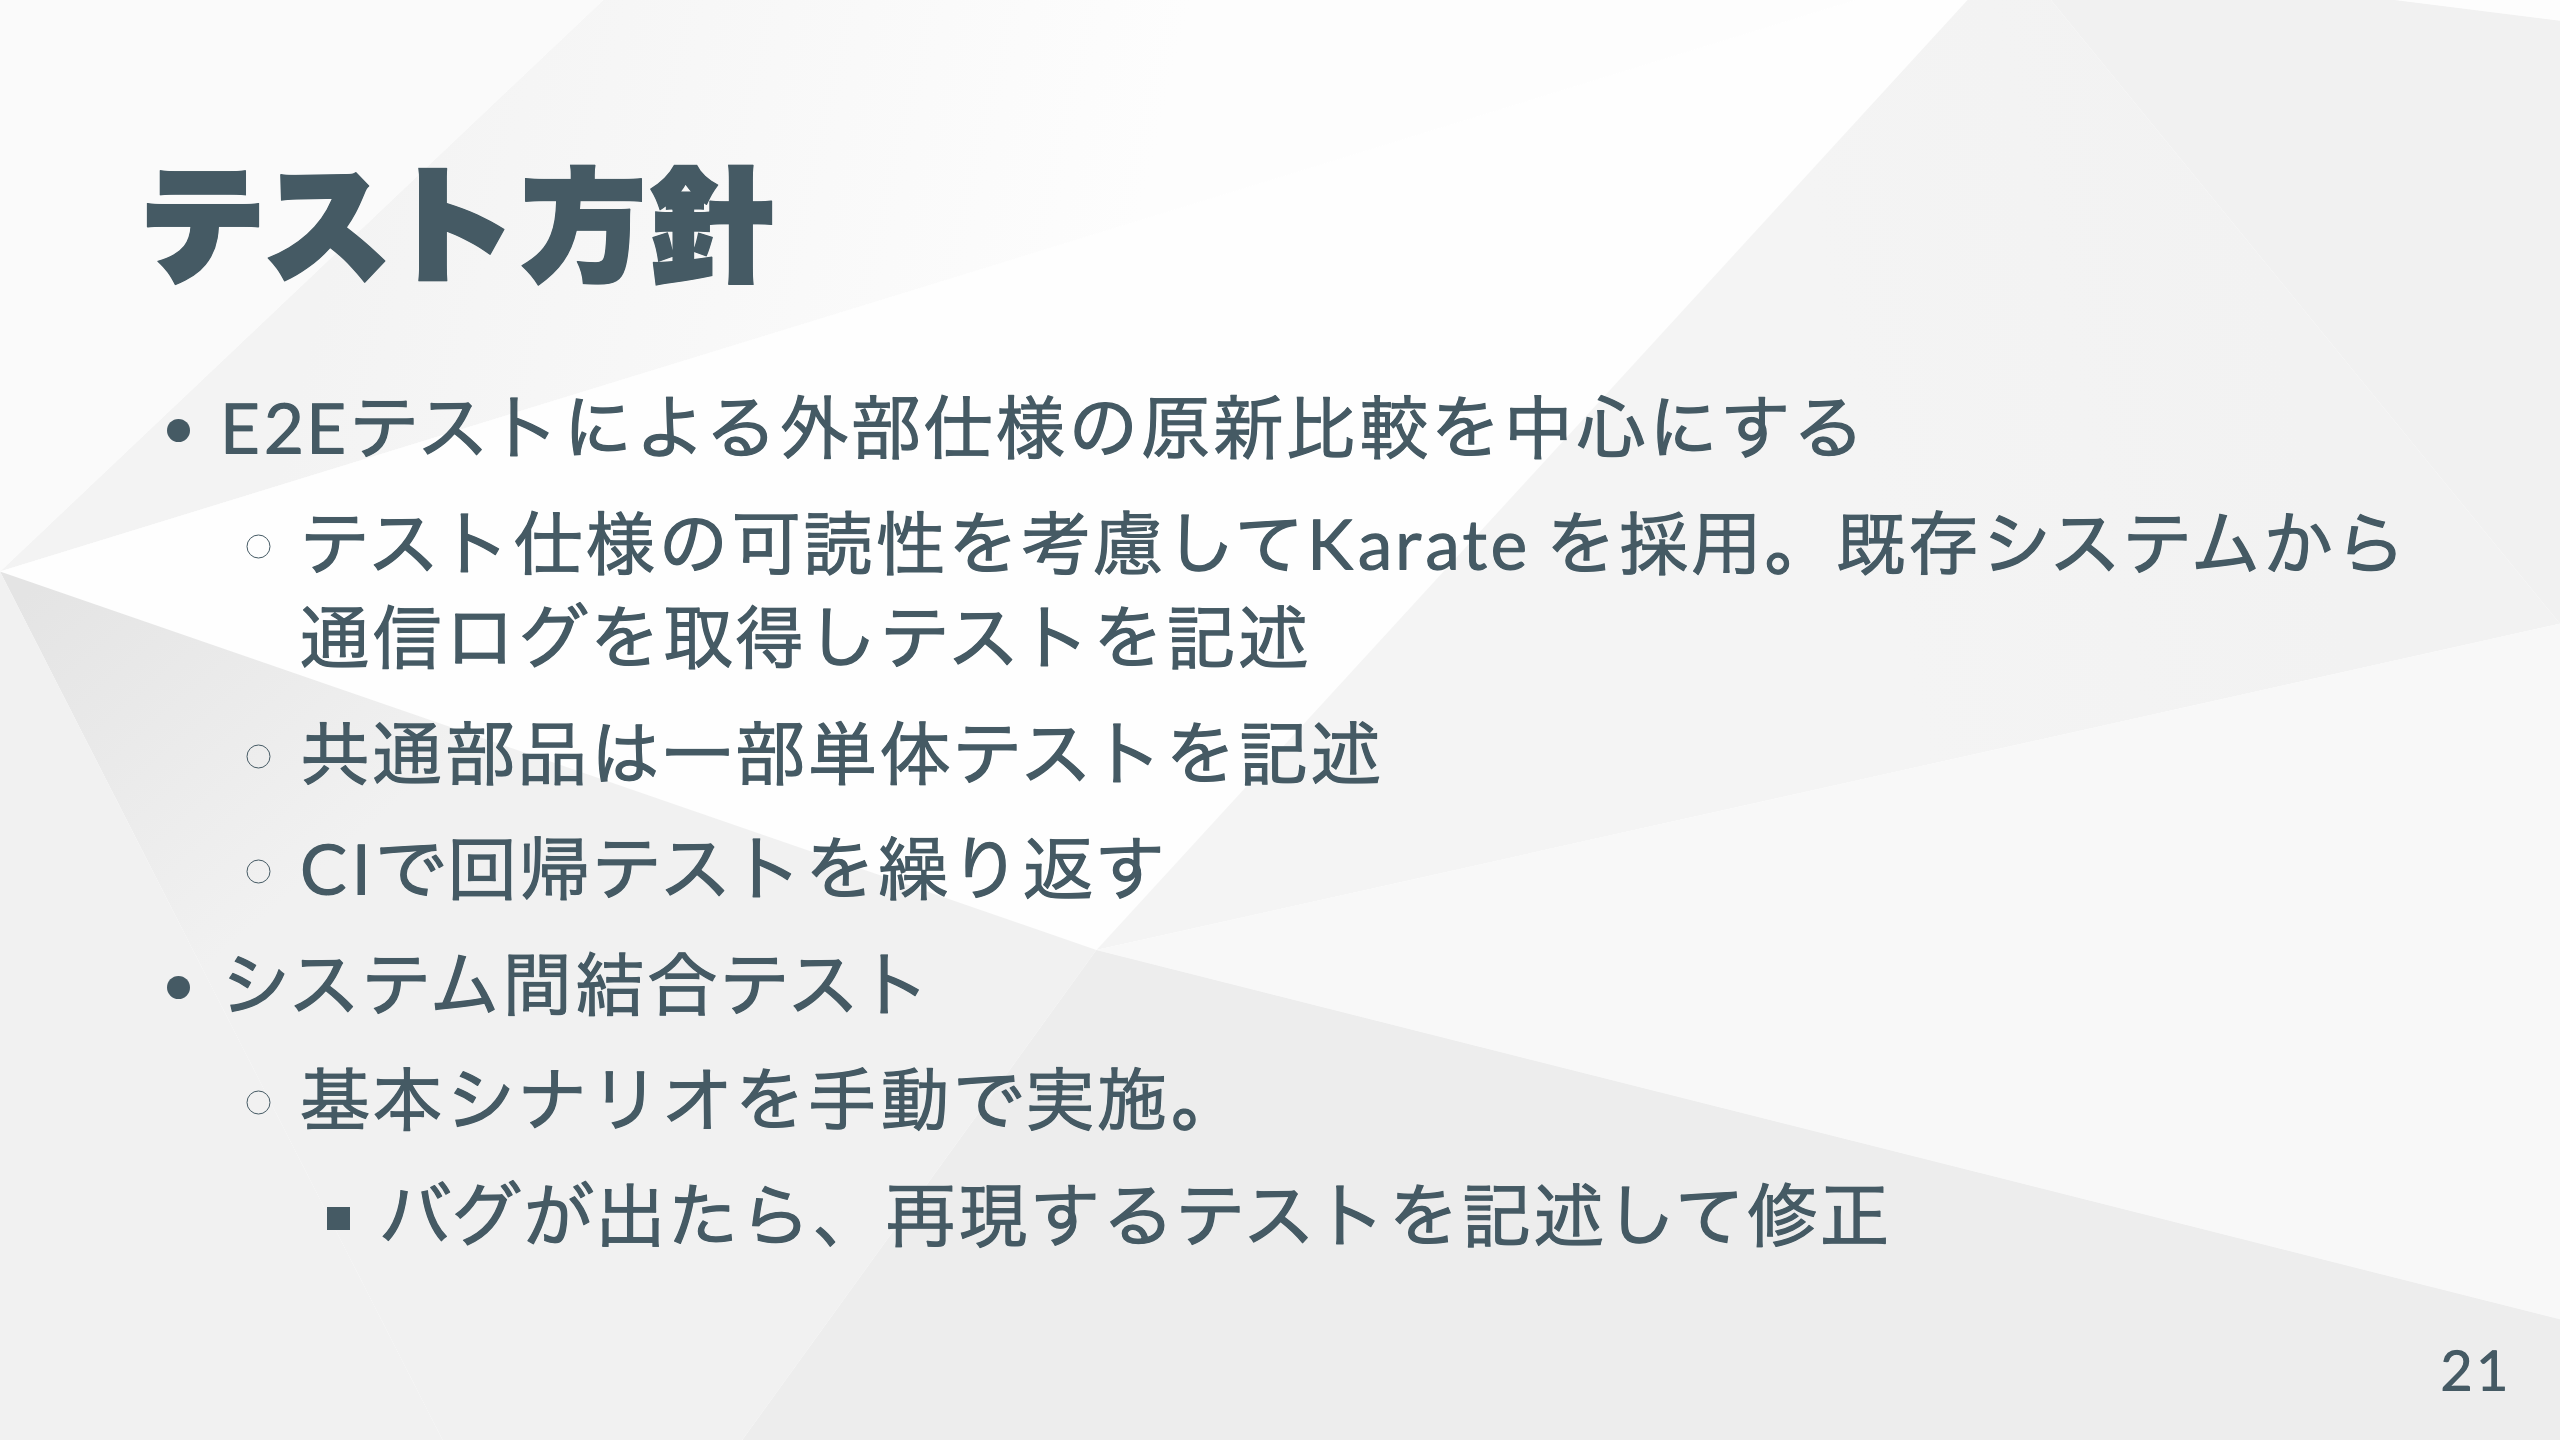 テスト方針
• E2Eテストによる外部仕様の原新比較を中心にする
○ テスト仕様の可読性を考慮してKarate を採用。既存システムから
通信ログを取得しテストを記述
○ 共通部品は一部単体テストを記述
○ CIで回帰テストを繰り返す
• システム間結合テスト
○ 基本シナリオを手動で実施。
▪ バグが出たら、再現するテストを記述して修正
21